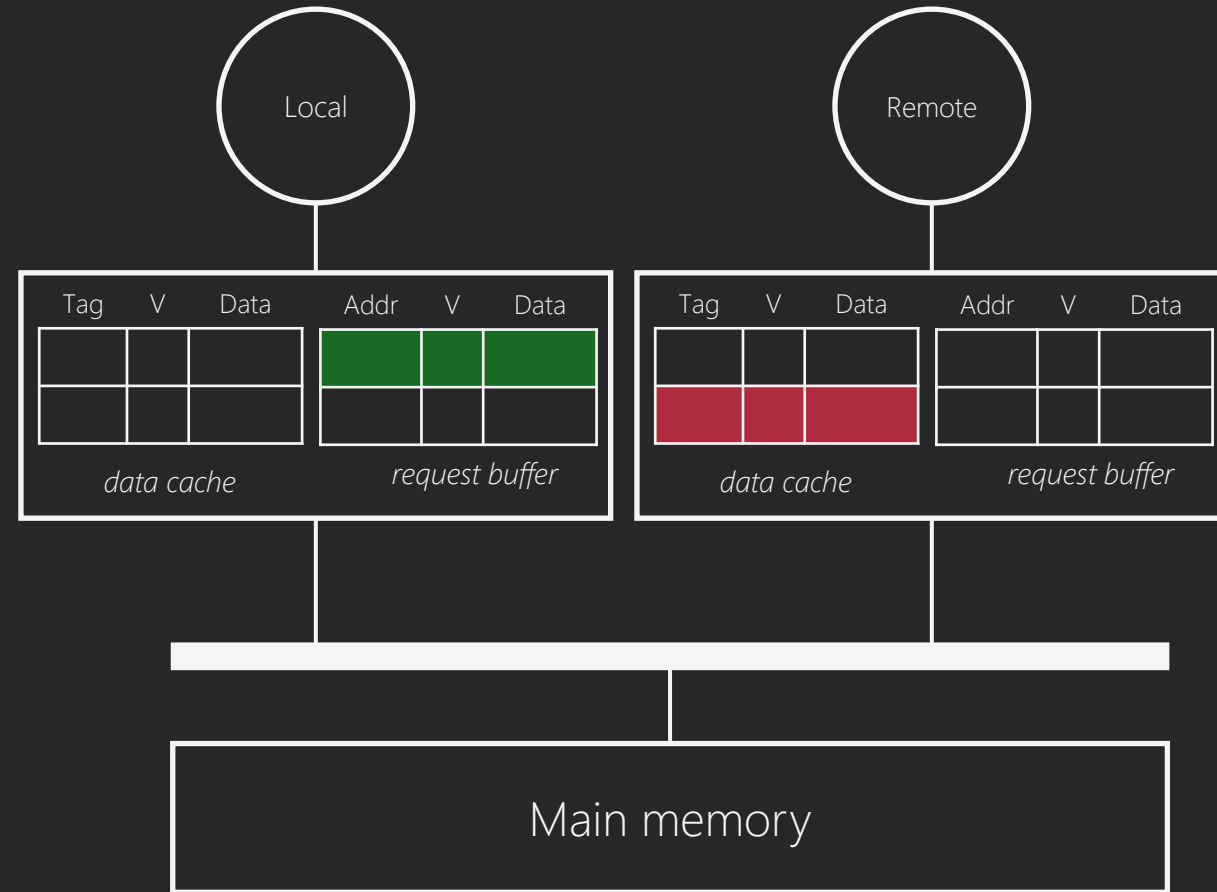 Local
Remote
Tag V Data Addr V Data
Tag V Data Addr V Data
data cache request buffer
data cache request buffer
Main memory